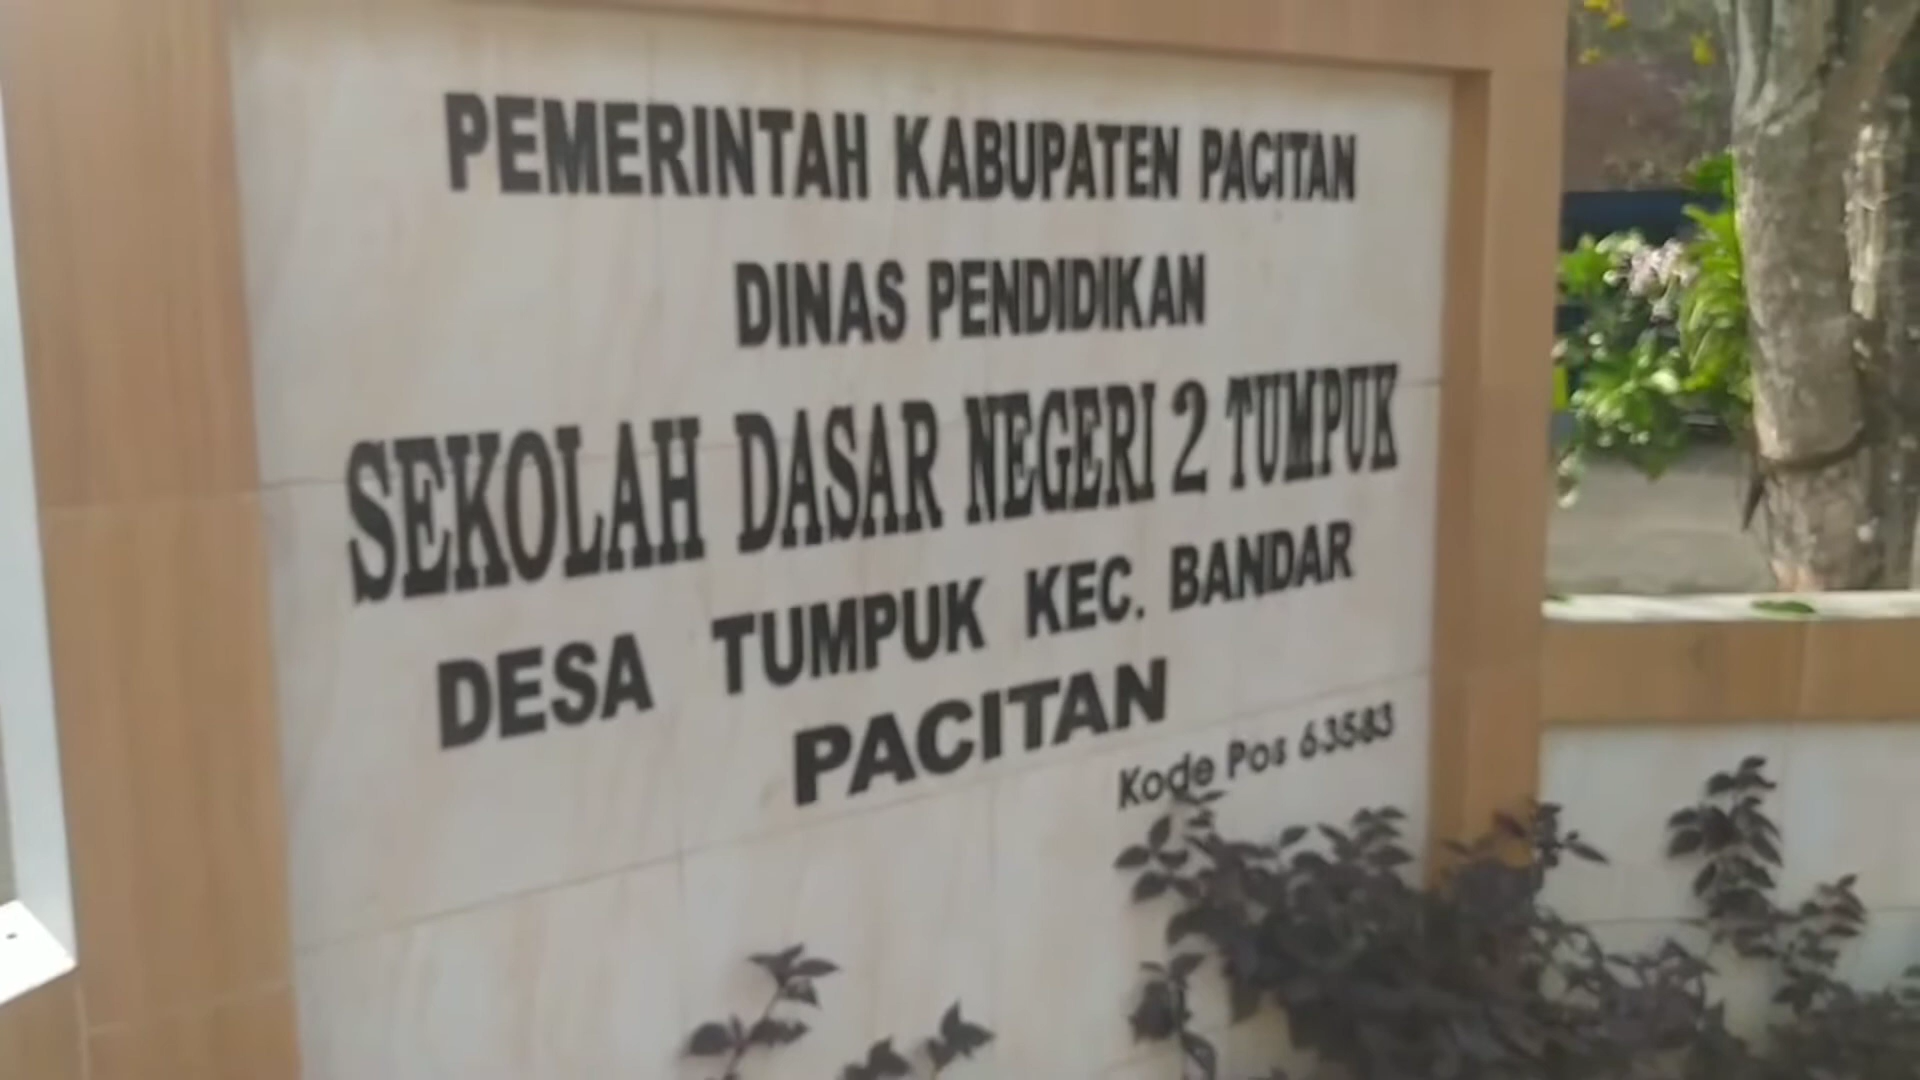 PEMERINTAH KABUPATEN PACITAN
DINAS PENDIDIKAN
SEKOLAH DASAR NEGERI 2 TUMPUK
DESA TUMPUK KEC. BANDAR
PACITAN
Kode Pos 63583